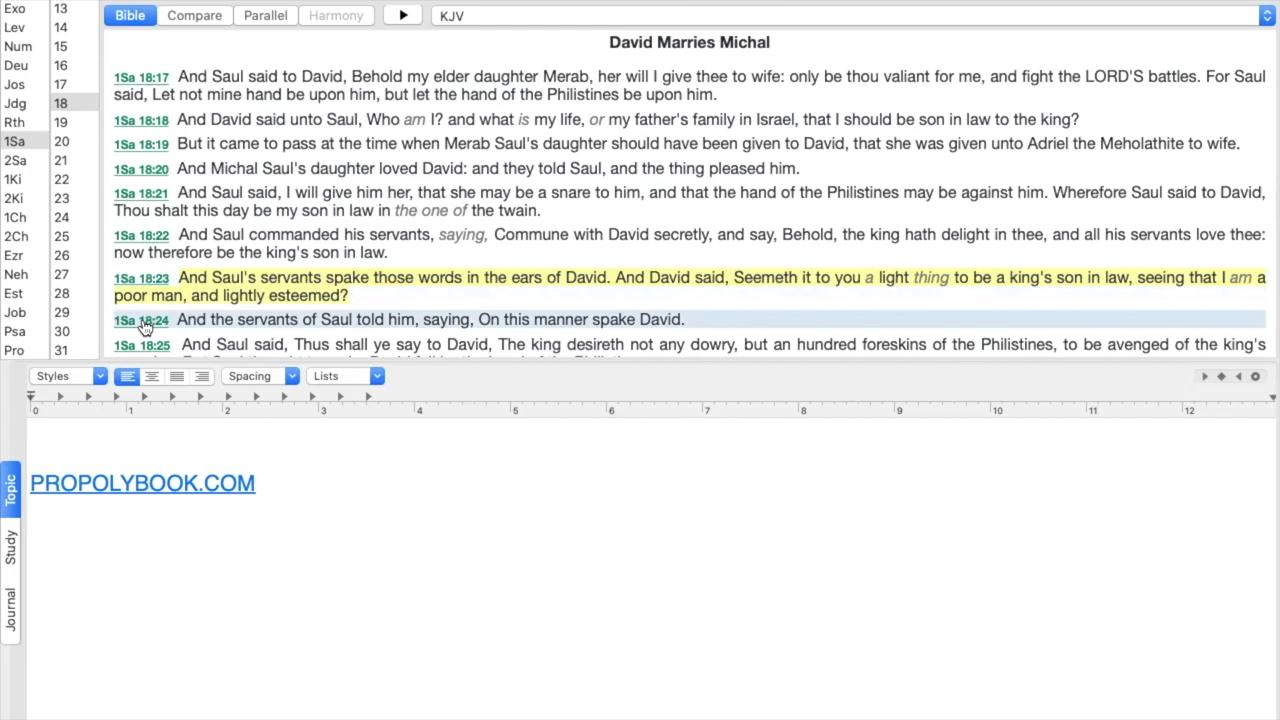 Exo 13
Lev 14
Num 15
Deu 16
Jos 17
Jdg 18
Rth 19
1Sa 20
2Sa 21
1Ki 22
2Ki 23
1Ch 24
2Ch 25
Ezr 26
Neh 27
Est 28
Job 29
Psa 30
Pro 31
Bible Compare Parallel Harmony KJV
David Marries Michal
1Sa 18:17 And Saul said to David, Behold my elder daughter Merab, her will I give thee to wife: only be thou valiant for me, and fight the LORD'S battles. For Saul
said, Let not mine hand be upon him, but let the hand of the Philistines be upon him.
1Sa 18:18 And David said unto Saul, Who am I? and what is my life, or my father's family in Israel, that I should be son in law to the king?
1Sa 18:19 But it came to pass at the time when Merab Saul's daughter should have been given to David, that she was given unto Adriel the Meholathite to wife.
1Sa 18:20 And Michal Saul's daughter loved David: and they told Saul, and the thing pleased him.
1Sa 18:21 And Saul said, I will give him her, that she may be a snare to him, and that the hand of the Philistines may be against him. Wherefore Saul said to David,
Thou shalt this day be my son in law in the one of the twain.
1Sa 18:22 And Saul commanded his servants, saying, Commune with David secretly, and say, Behold, the king hath delight in thee, and all his servants love thee:
now therefore be the king's son in law.
1Sa 18:23 And Saul's servants spake those words in the ears of David. And David said, Seemeth it to you a light thing to be a king's son in law, seeing that I am a
poor man, and lightly esteemed?
1Sa 18:24 And the servants of Saul told him, saying, On this manner spake David.
1Sa 18:25 And Saul said, Thus shall ye say to David, The king desireth not any dowry, but an hundred foreskins of the Philistines, to be avenged of the king's
Styles Spacing Lists
0 1 2 3 4 5 6 7 8 9 10 11 12
PROPOLYBOOK.COM
Topic
Study
Journal